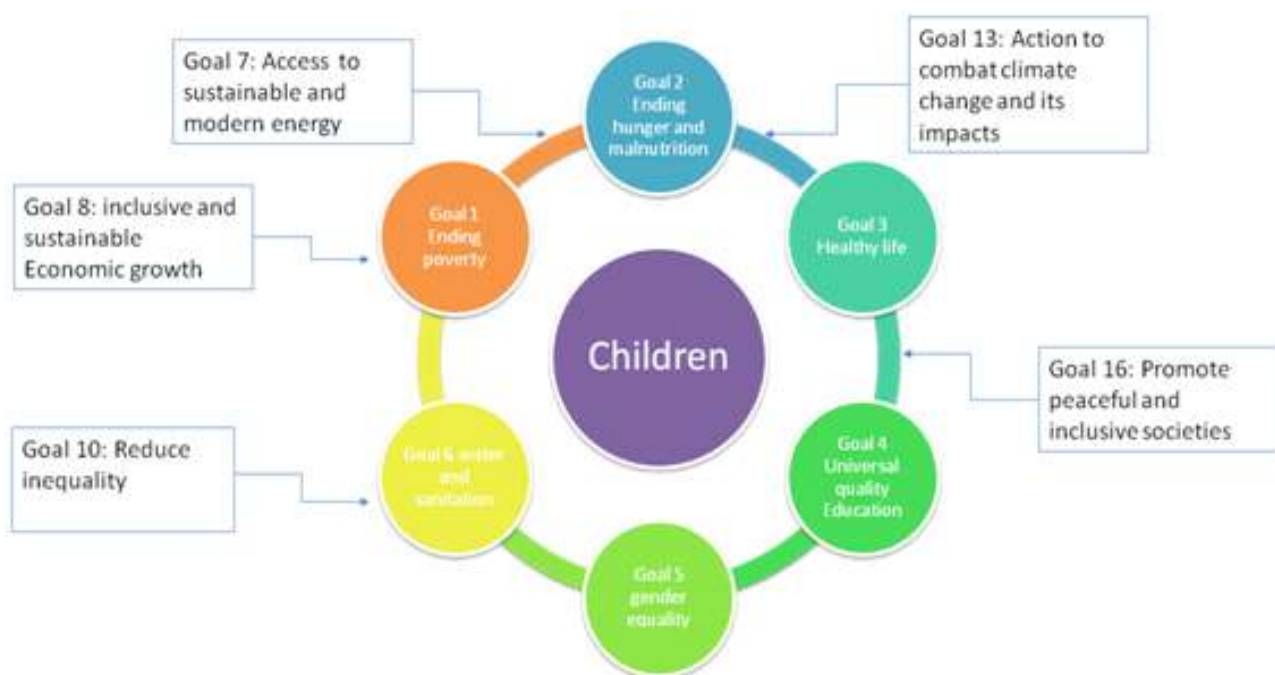 Goal 7: Access to
sustainable and
modern energy
Goal 2
Ending
hunger and
malnutrition
Goal 13: Action to
combat climate
change and its
impacts
Goal 8: inclusive and
sustainable
Economic growth
Goal 1
Ending
poverty
Goal 3
Healthy life
Children
Goal 16: Promote
peaceful and
inclusive societies
Goal 10: Reduce
inequality
Goal 6 water
and
sanitation
Goal 4
Universal
quality
Education
Goal 5
gender
equality